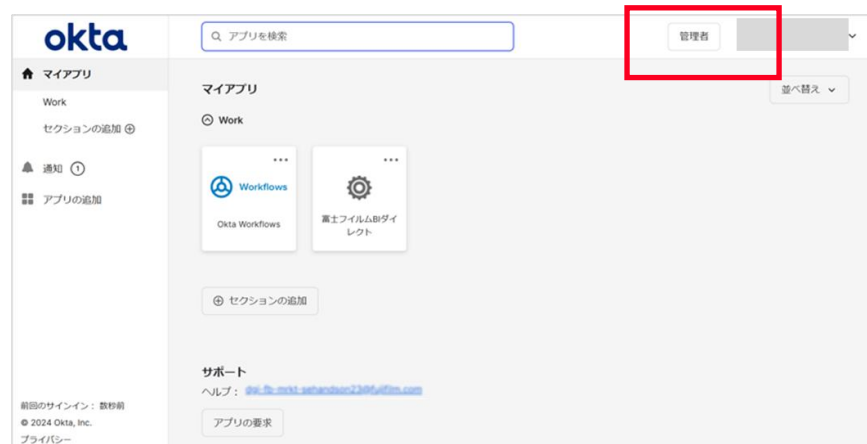 okta
アプリを検索
管理者
マイアプリ
Work
セクションの追加
通知 1
アプリの追加
マイアプリ
並べ替え
Work
Workflows
Okta Workflows
富士フイルムBIダイ
レクト
セクションの追加
サポート
ヘルプ：
アプリの要求
前回のサインイン： 数秒前
© 2024 Okta, Inc.
プライバシー